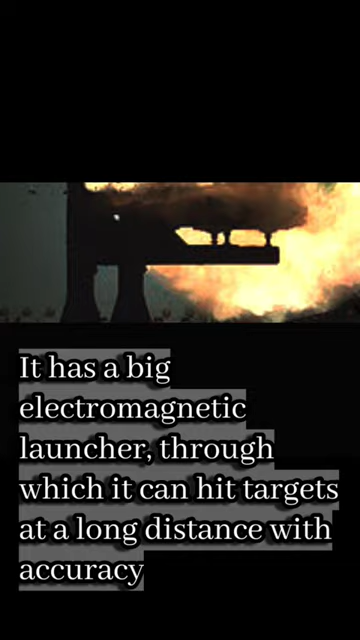 It has a big
electromagnetic
launcher, through
which it can hit targets
at a long distance with
accuracy